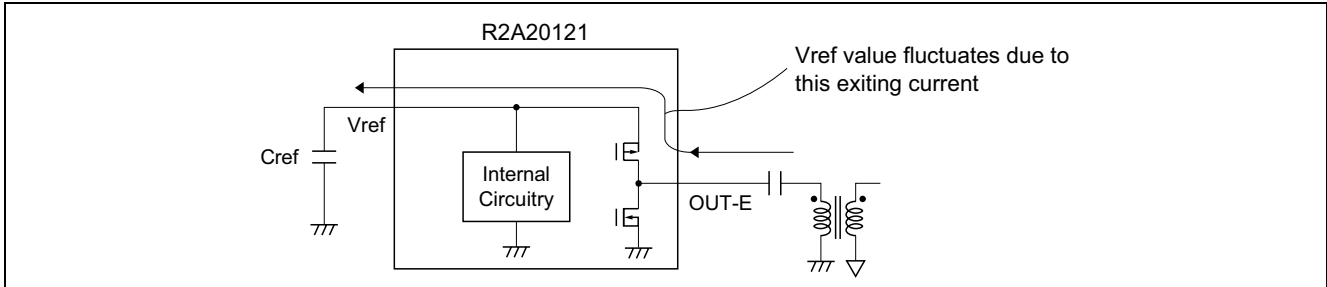 R2A20121
Vref value fluctuates due to
this exiting current
Vref
Cref
Internal
Circuitry
OUT-E